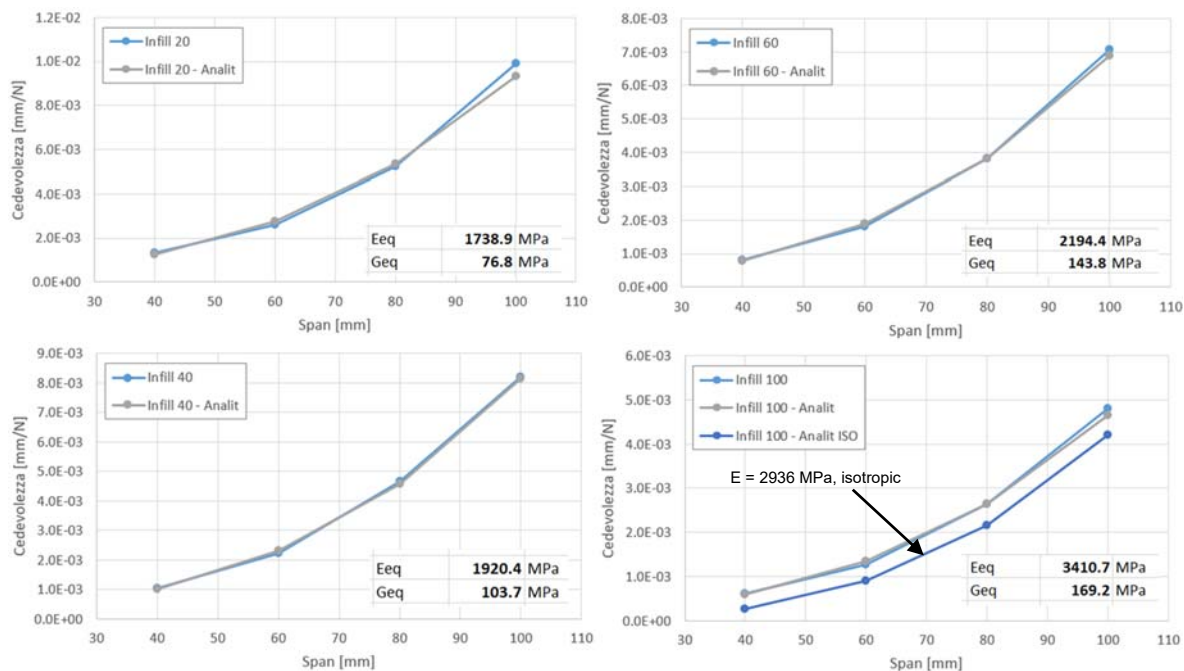 1.2E-02
1.0E-02
8.0E-03
6.0E-03
4.0E-03
2.0E-03
0.0E+00
Cedevolezza [mm/N]
Infill 20
Infill 20 - Analit
Eeq 1738.9 MPa
Geq 76.8 MPa
30 40 50 60 70 80 90 100 110
Span [mm]
8.0E-03
7.0E-03
6.0E-03
5.0E-03
4.0E-03
3.0E-03
2.0E-03
1.0E-03
0.0E+00
Cedevolezza [mm/N]
Infill 60
Infill 60 - Analit
Eeq 2194.4 MPa
Geq 143.8 MPa
30 40 50 60 70 80 90 100 110
Span [mm]
9.0E-03
8.0E-03
7.0E-03
6.0E-03
5.0E-03
4.0E-03
3.0E-03
2.0E-03
1.0E-03
0.0E+00
Cedevolezza [mm/N]
Infill 40
Infill 40 - Analit
Eeq 1920.4 MPa
Geq 103.7 MPa
30 40 50 60 70 80 90 100 110
Span [mm]
6.0E-03
5.0E-03
4.0E-03
3.0E-03
2.0E-03
1.0E-03
0.0E+00
Cedevolezza [mm/N]
Infill 100
Infill 100 - Analit
Infill 100 - Analit ISO
E = 2936 MPa, isotropic
Eeq 3410.7 MPa
Geq 169.2 MPa
30 40 50 60 70 80 90 100 110
Span [mm]